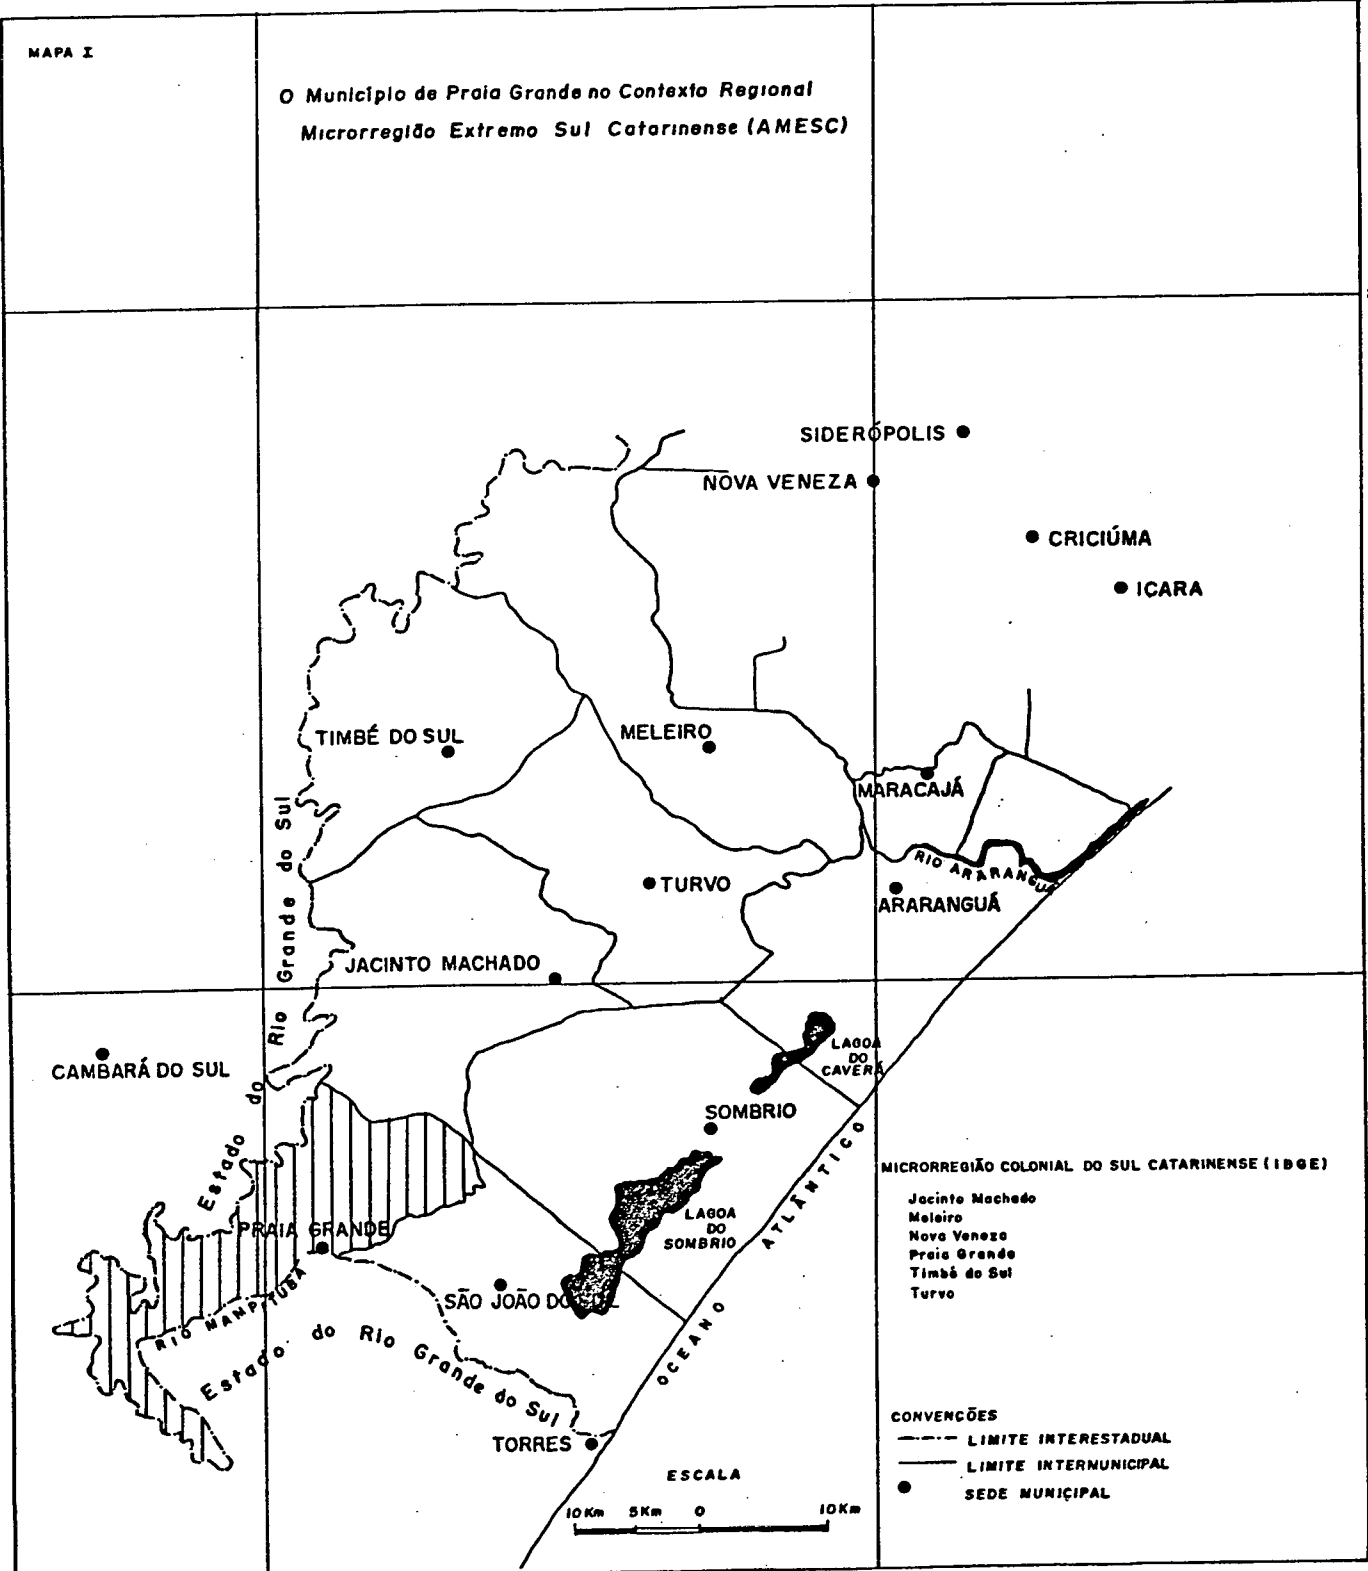 MAPA I
O Município de Praia Grande no Contexto Regional
Microrregião Extremo Sul Catarinense (AMESC)
SIDERÓPOLIS
NOVA VENEZA
CRICIÚMA
IÇARA
TIMBÉ DO SUL
MELEIRO
MARACAJÁ
RIO ARARANGUÁ
TURVO
ARARANGUÁ
JACINTO MACHADO
Estado do Rio Grande do Sul
CAMBARÁ DO SUL
LAGOA
DO
CAVERÁ
SOMBRIO
OCEANO ATLÂNTICO
LAGOA
DO
SOMBRIO
PRAIA GRANDE
SÃO JOÃO DO SUL
RIO MAMPITUBA
Estado do Rio Grande do Sul
TORRES
MICRORREGIÃO COLONIAL DO SUL CATARINENSE (IBGE)
Jacinto Machado
Meleiro
Nova Veneza
Praia Grande
Timbé do Sul
Turvo
CONVENCÕES
LIMITE INTERESTADUAL
LIMITE INTERMUNICIPAL
SEDE MUNIÇIPAL
ESCALA
10Km 5Km 0 10Km